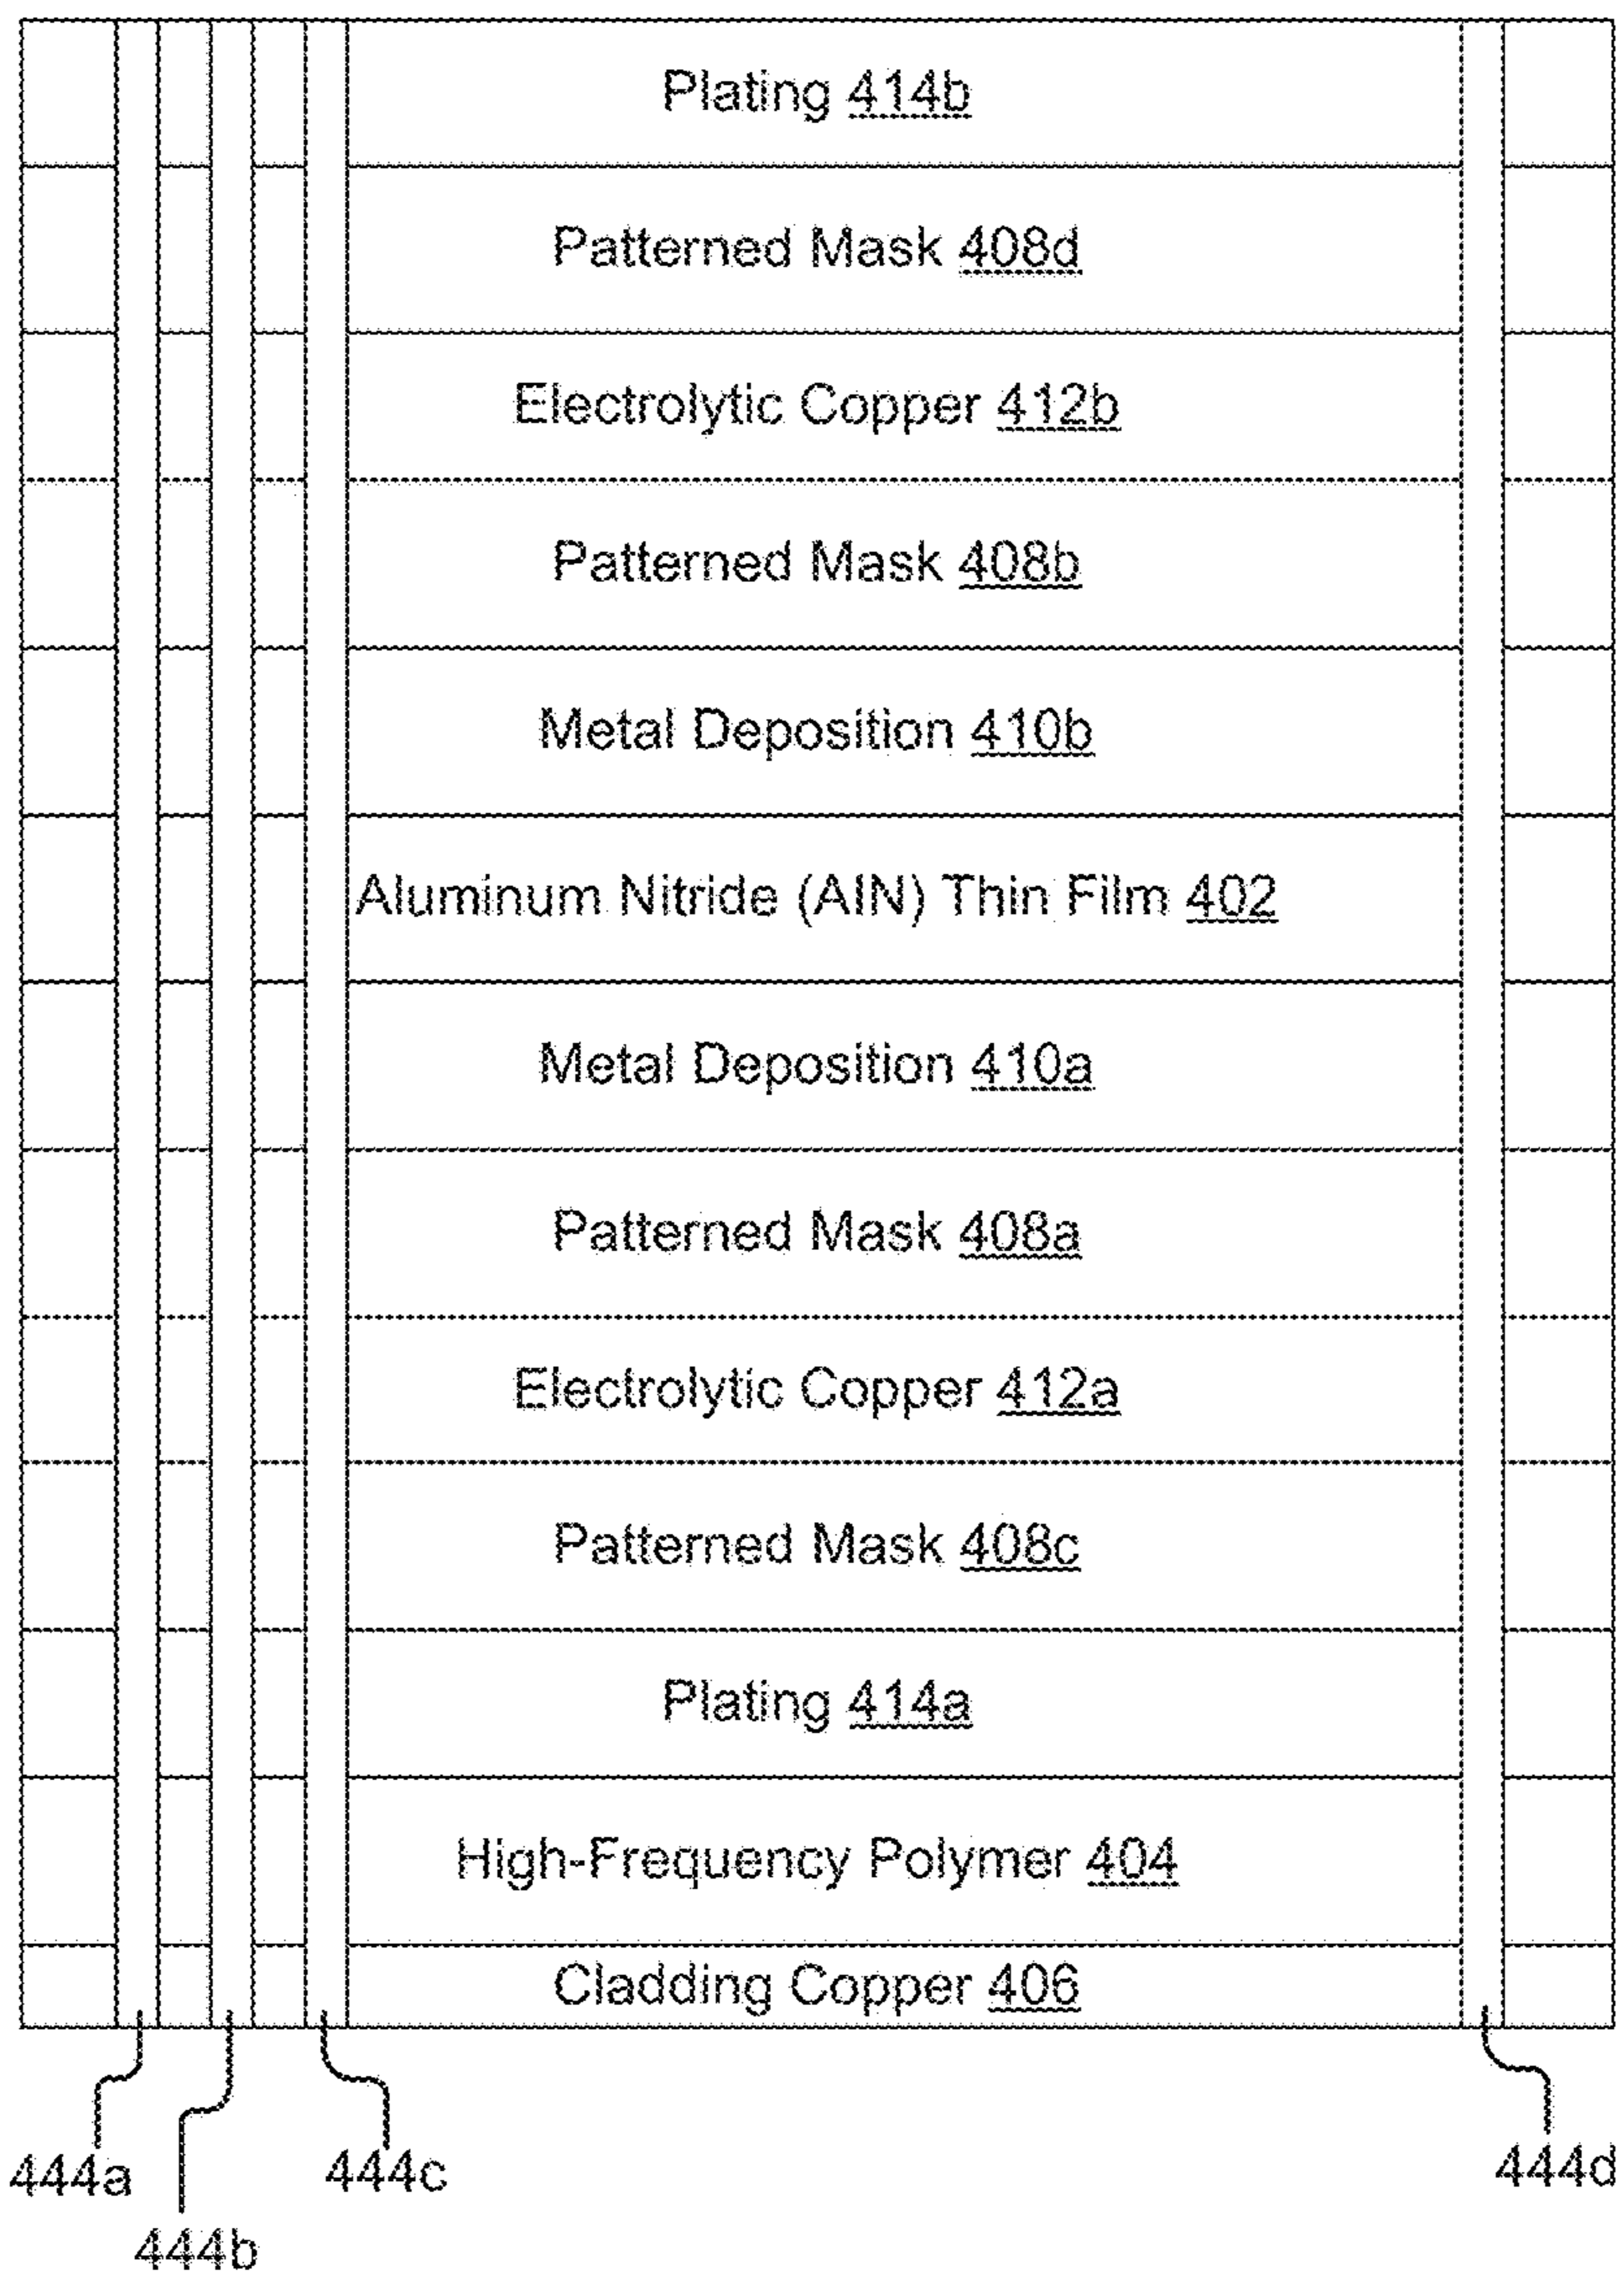 Plating 414b
Patterned Mask 408d
Electrolytic Copper 412b
Patterned Mask 408b
Metal Deposition 410b
Aluminum Nitride (AlN) Thin Film 402
Metal Deposition 410a
Patterned Mask 408a
Electrolytic Copper 412a
Patterned Mask 408c
Plating 414a
High-Frequency Polymer 404
Cladding Copper 406
444a
444b
444c
444d